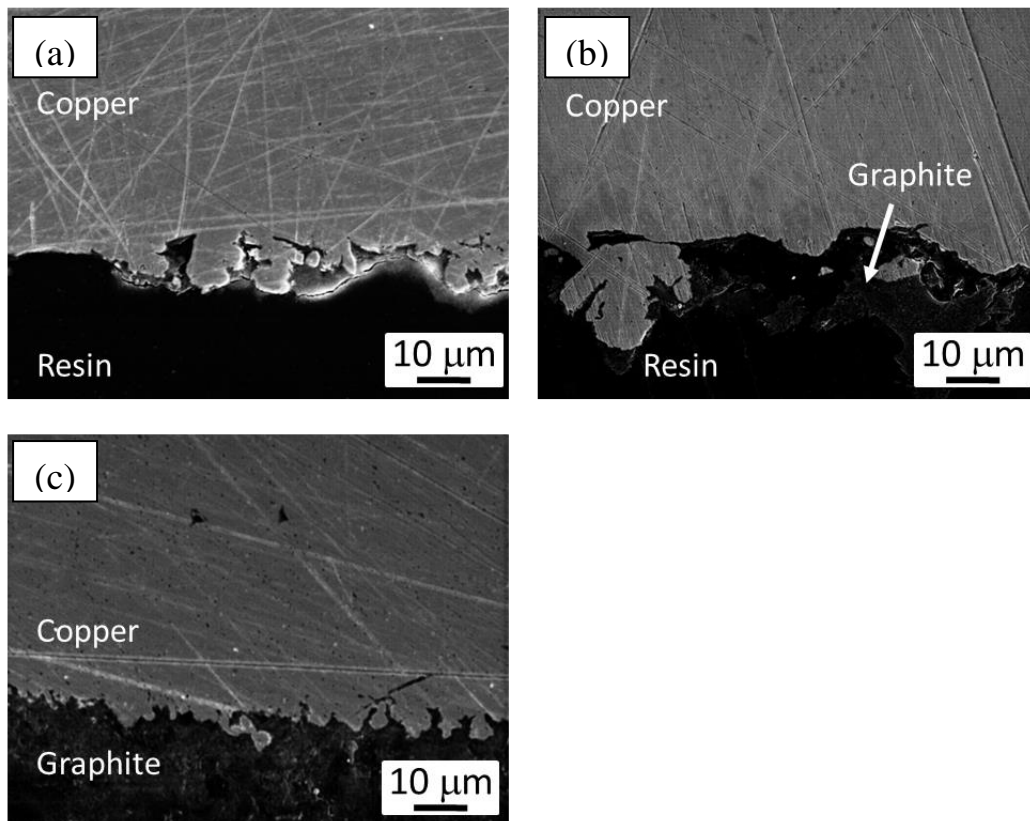 (a)
Copper
Resin
10 μm
(b)
Copper
Graphite
Resin
10 μm
(c)
Copper
Graphite
10 μm